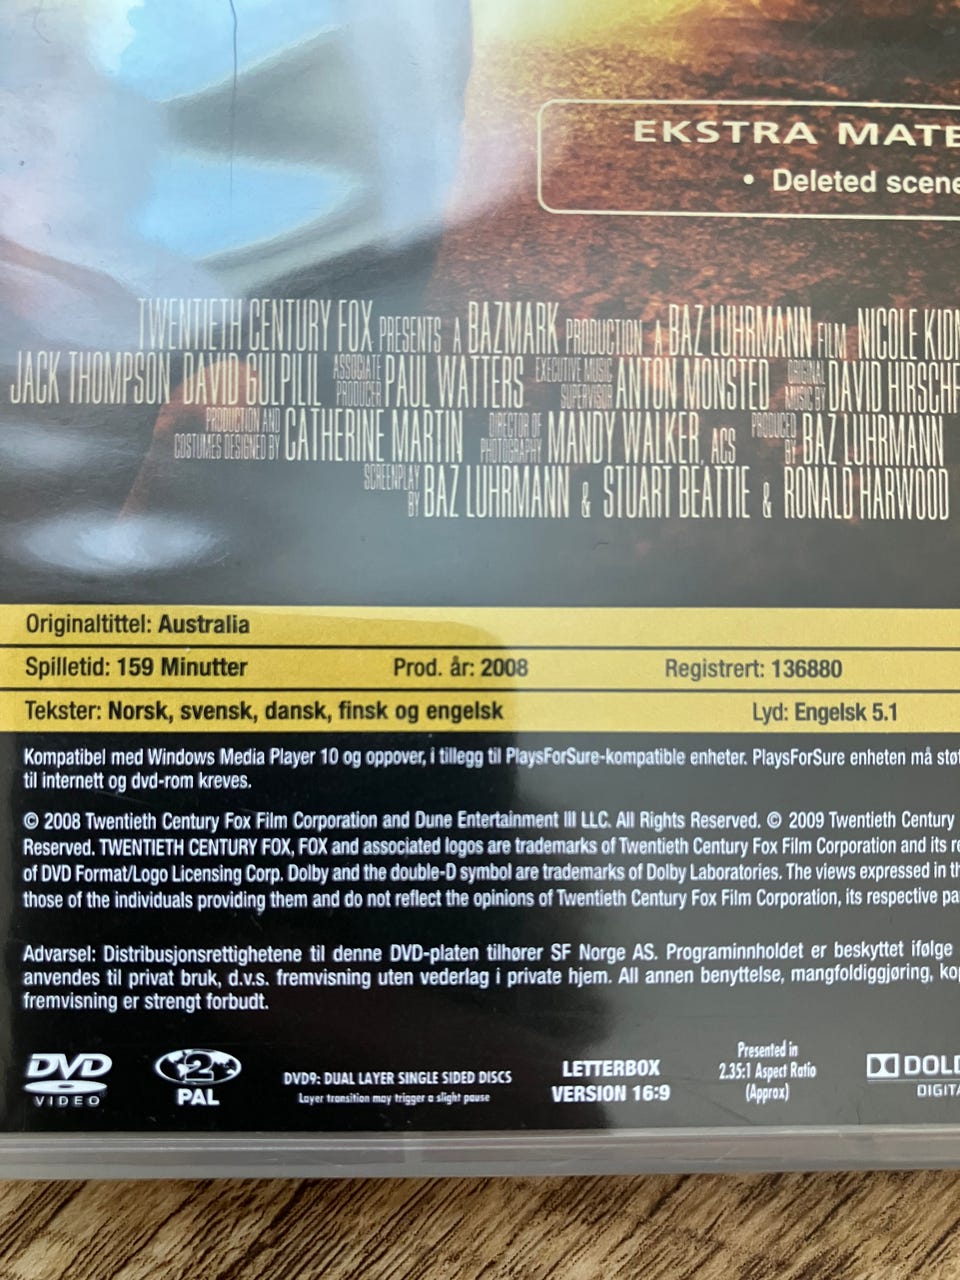 EKSTRA MATE
• Deleted scene
TWENTIETH CENTURY FOX PRESENTS A BAZMARK PRODUCTION A BAZ LUHRMANN FILM NICOLE KIDM
JACK THOMPSON DAVID GULPILIL ASSOCIATE PRODUCER PAUL WATTERS EXECUTIVE MUSIC SUPERVISOR ANTON MONSTED ORIGINAL MUSIC BY DAVID HIRSCHF
PRODUCTION AND COSTUMES DESIGNED BY CATHERINE MARTIN DIRECTOR OF PHOTOGRAPHY MANDY WALKER, ACS PRODUCED BY BAZ LUHRMANN
SCREENPLAY BY BAZ LUHRMANN & STUART BEATTIE & RONALD HARWOOD
Originaltittel: Australia
Spilletid: 159 Minutter Prod. år: 2008 Registrert: 136880
Tekster: Norsk, svensk, dansk, finsk og engelsk Lyd: Engelsk 5.1
Kompatibel med Windows Media Player 10 og oppover, i tillegg til PlaysForSure-kompatible enheter. PlaysForSure enheten må støt
til internett og dvd-rom kreves.
© 2008 Twentieth Century Fox Film Corporation and Dune Entertainment III LLC. All Rights Reserved. © 2009 Twentieth Century
Reserved. TWENTIETH CENTURY FOX, FOX and associated logos are trademarks of Twentieth Century Fox Film Corporation and its re
of DVD Format/Logo Licensing Corp. Dolby and the double-D symbol are trademarks of Dolby Laboratories. The views expressed in th
those of the individuals providing them and do not reflect the opinions of Twentieth Century Fox Film Corporation, its respective pa
Advarsel: Distribusjonsrettighetene til denne DVD-platen tilhører SF Norge AS. Programinnholdet er beskyttet ifølge
anvendes til privat bruk, d.v.s. fremvisning uten vederlag i private hjem. All annen benyttelse, mangfoldiggjøring, kop
fremvisning er strengt forbudt.
DVD VIDEO
2 PAL
DVD9: DUAL LAYER SINGLE SIDED DISCS
Layer transition may trigger a slight pause
LETTERBOX
VERSION 16:9
Presented in
2.35:1 Aspect Ratio
(Approx)
DOL
DIGITA